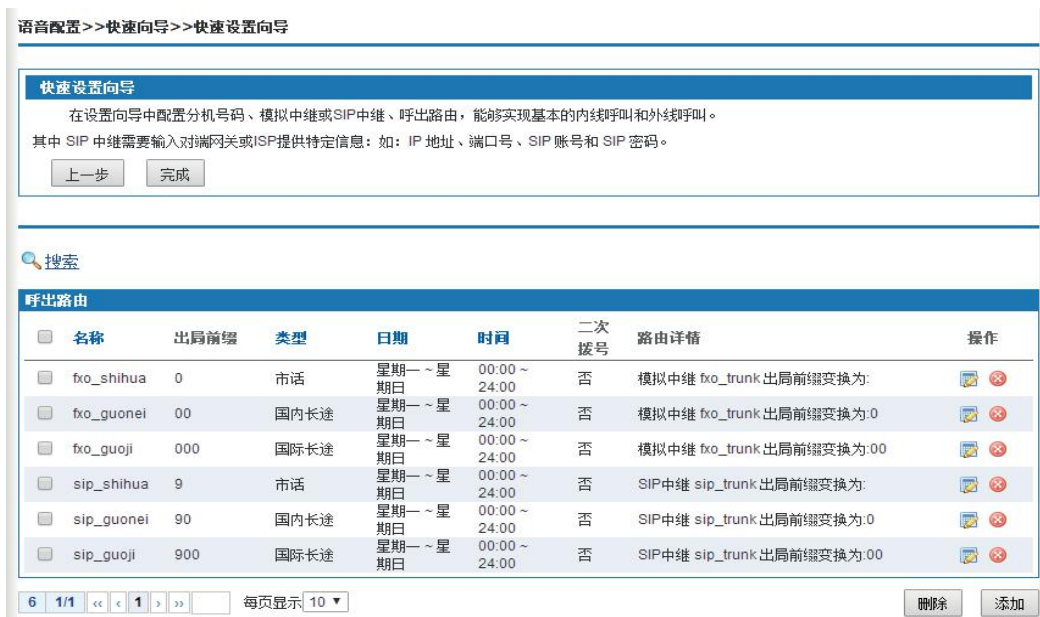 语音配置>>快速向导>>快速设置向导
快速设置向导
在设置向导中配置分机号码、模拟中继或SIP中继、呼出路由，能够实现基本的内线呼叫和外线呼叫。
其中 SIP 中继需要输入对端网关或ISP提供特定信息：如：IP 地址、端口号、SIP 账号和 SIP 密码。
上一步 完成
搜索
呼出路由
名称 出局前缀 类型 日期 时间 二次拨号 路由详情 操作
fxo_shihua 0 市话 星期一 ~ 星期日 00:00 ~ 24:00 否 模拟中继 fxo_trunk 出局前缀变换为:
fxo_guonei 00 国内长途 星期一 ~ 星期日 00:00 ~ 24:00 否 模拟中继 fxo_trunk 出局前缀变换为:0
fxo_guoji 000 国际长途 星期一 ~ 星期日 00:00 ~ 24:00 否 模拟中继 fxo_trunk 出局前缀变换为:00
sip_shihua 9 市话 星期一 ~ 星期日 00:00 ~ 24:00 否 SIP中继 sip_trunk 出局前缀变换为:
sip_guonei 90 国内长途 星期一 ~ 星期日 00:00 ~ 24:00 否 SIP中继 sip_trunk 出局前缀变换为:0
sip_guoji 900 国际长途 星期一 ~ 星期日 00:00 ~ 24:00 否 SIP中继 sip_trunk 出局前缀变换为:00
6 1/1 ‹‹ ‹ 1 › ›› 每页显示 10 ▼ 删除 添加